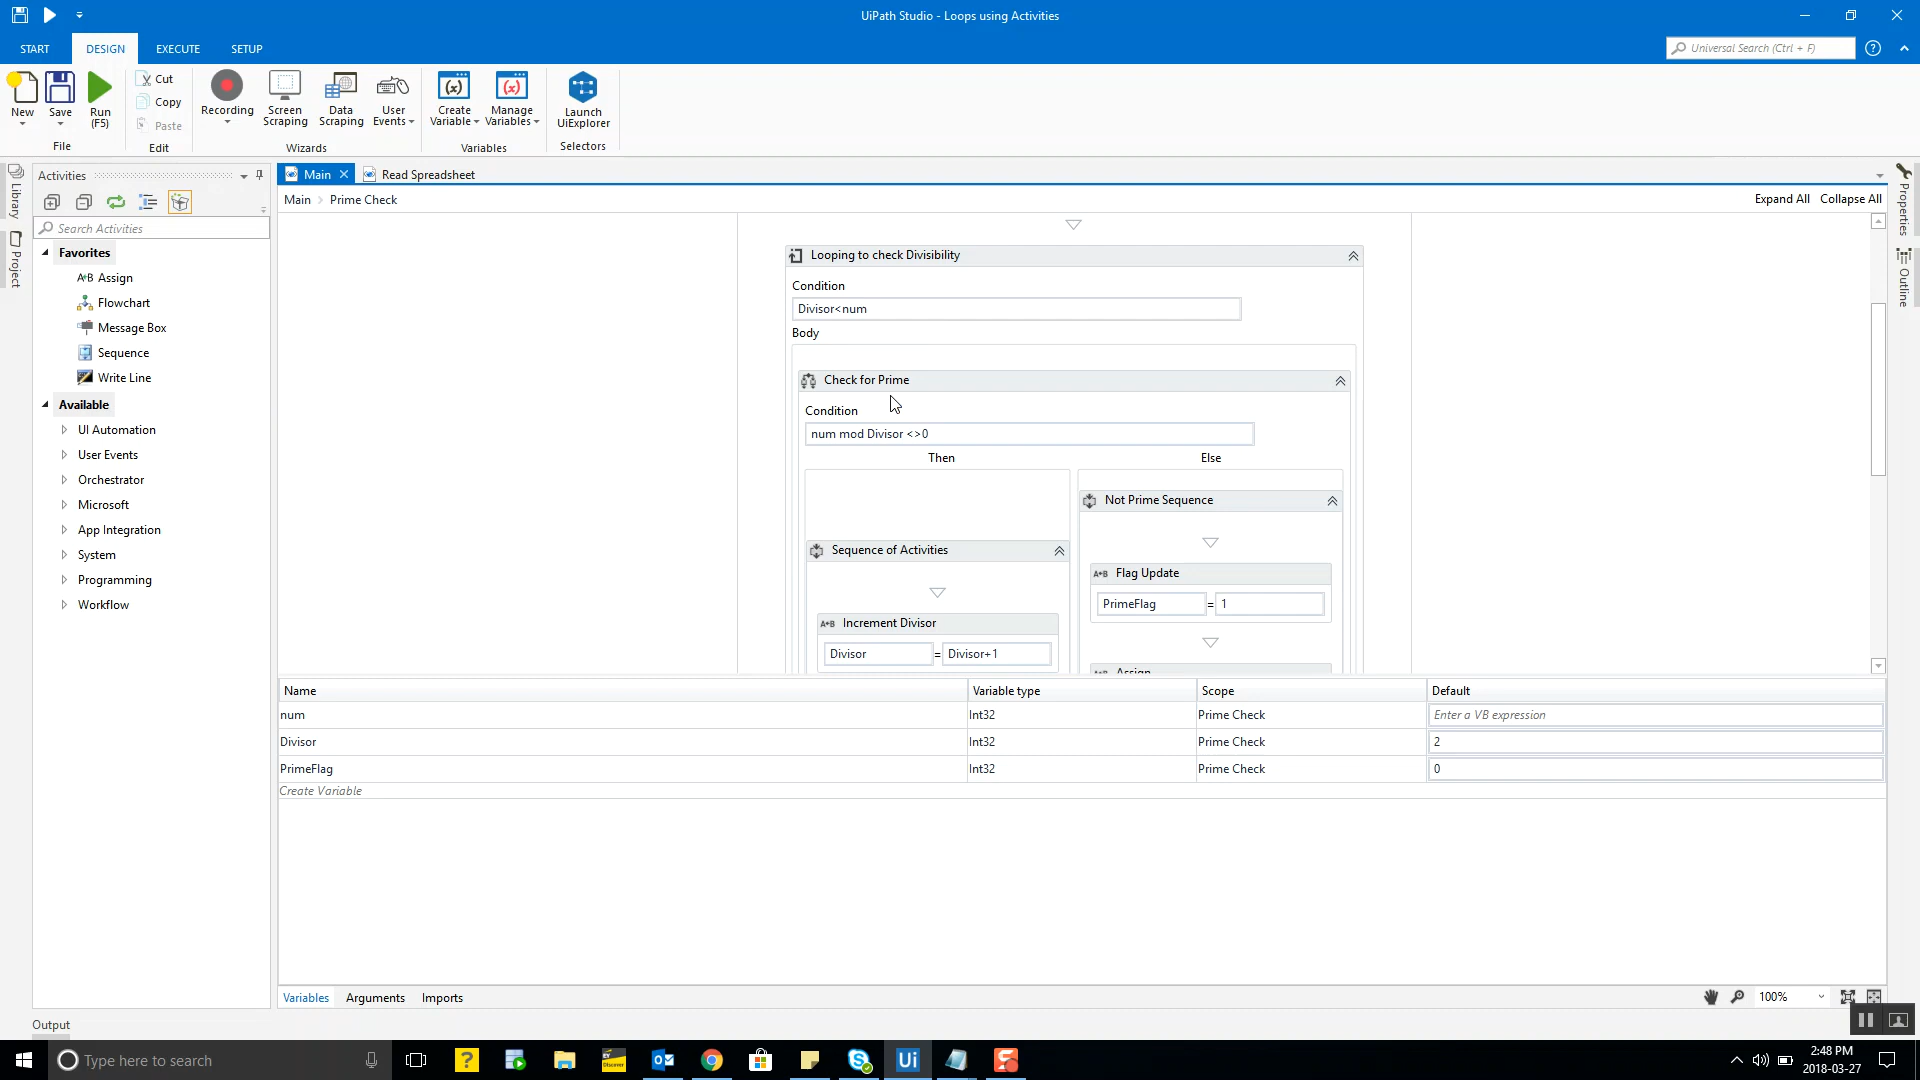 UiPath Studio - Loops using Activities
START DESIGN EXECUTE SETUP
Universal Search (Ctrl + F)
New Save Run (F5)
Cut
Copy
Paste
Recording Screen Scraping Data Scraping User Events
Create Variable Manage Variables
Launch UiExplorer
File Edit Wizards Variables Selectors
Library
Project
Activities
Search Activities
Favorites
A+B Assign
Flowchart
Message Box
Sequence
Write Line
Available
UI Automation
User Events
Orchestrator
Microsoft
App Integration
System
Programming
Workflow
Main Read Spreadsheet
Main > Prime Check
Expand All Collapse All
Properties
Outline
Looping to check Divisibility
Condition
Divisor<num
Body
Check for Prime
Condition
num mod Divisor <>0
Then Else
Not Prime Sequence
Sequence of Activities
A+B Flag Update
PrimeFlag = 1
A+B Increment Divisor
Divisor = Divisor+1
Assign
Name Variable type Scope Default
num Int32 Prime Check Enter a VB expression
Divisor Int32 Prime Check 2
PrimeFlag Int32 Prime Check 0
Create Variable
Variables Arguments Imports
100%
Output
Type here to search
Ui
2:48 PM
2018-03-27